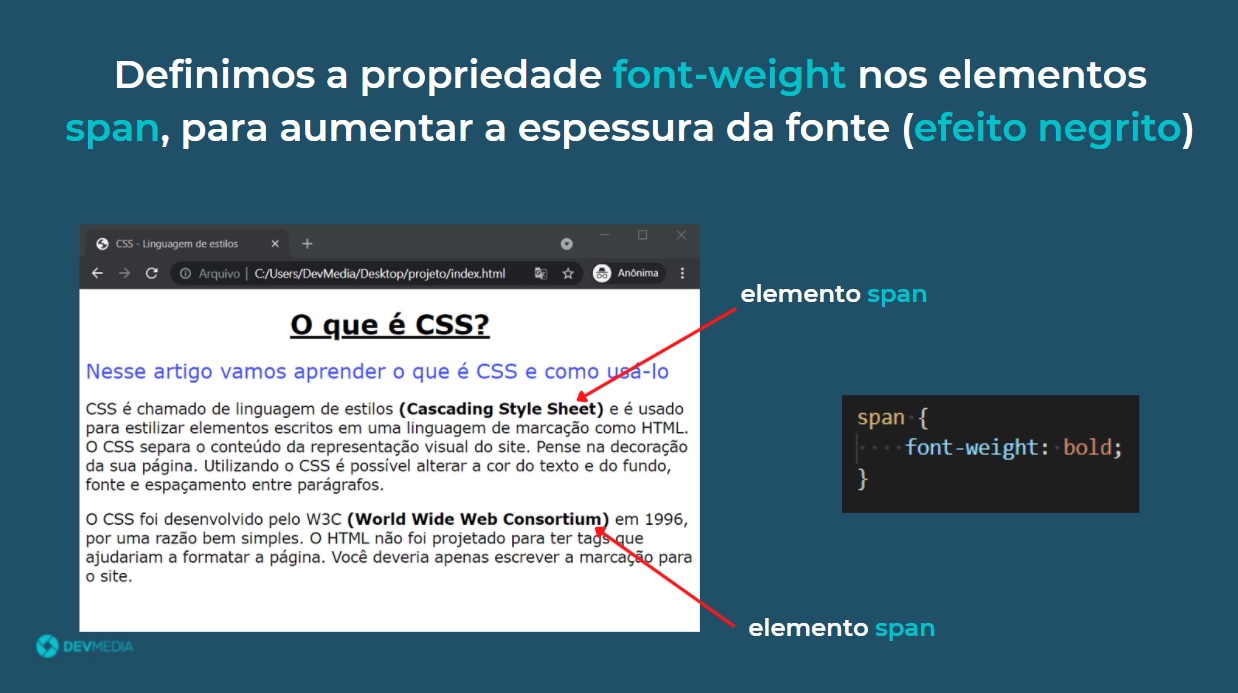 Definimos a propriedade font-weight nos elementos
span, para aumentar a espessura da fonte (efeito negrito)
CSS - Linguagem de estilos
Arquivo | C:/Users/DevMedia/Desktop/projeto/index.html
Anônima
O que é CSS?
Nesse artigo vamos aprender o que é CSS e como usá-lo
CSS é chamado de linguagem de estilos (Cascading Style Sheet) e é usado
para estilizar elementos escritos em uma linguagem de marcação como HTML.
O CSS separa o conteúdo da representação visual do site. Pense na decoração
da sua página. Utilizando o CSS é possível alterar a cor do texto e do fundo,
fonte e espaçamento entre parágrafos.
O CSS foi desenvolvido pelo W3C (World Wide Web Consortium) em 1996,
por uma razão bem simples. O HTML não foi projetado para ter tags que
ajudariam a formatar a página. Você deveria apenas escrever a marcação para
o site.
elemento span
span {
    font-weight: bold;
}
elemento span
DEVMEDIA